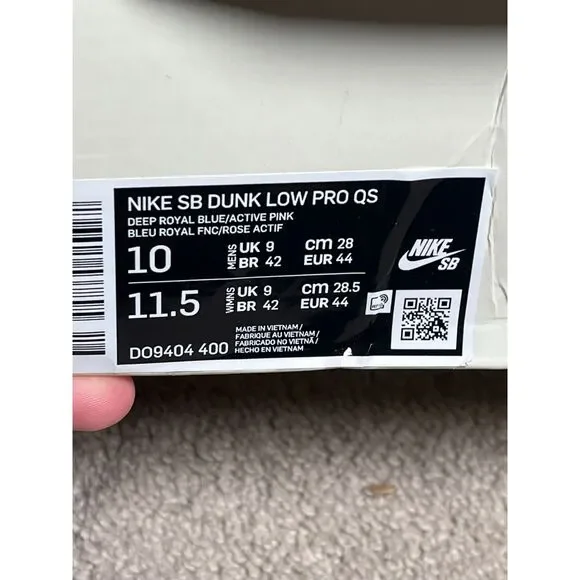 NIKE SB DUNK LOW PRO QS
DEEP ROYAL BLUE/ACTIVE PINK
BLEU ROYAL FNC/ROSE ACTIF
10 MENS UK 9 cm 28
BR 42 EUR 44
11.5 WMNS UK 9 cm 28.5
BR 42 EUR 44
MADE IN VIETNAM /
FABRIQUE AU VIETNAM /
FABRICADO NO VIETNÃ /
HECHO EN VIETNAM
DO9404 400
NIKE
SB